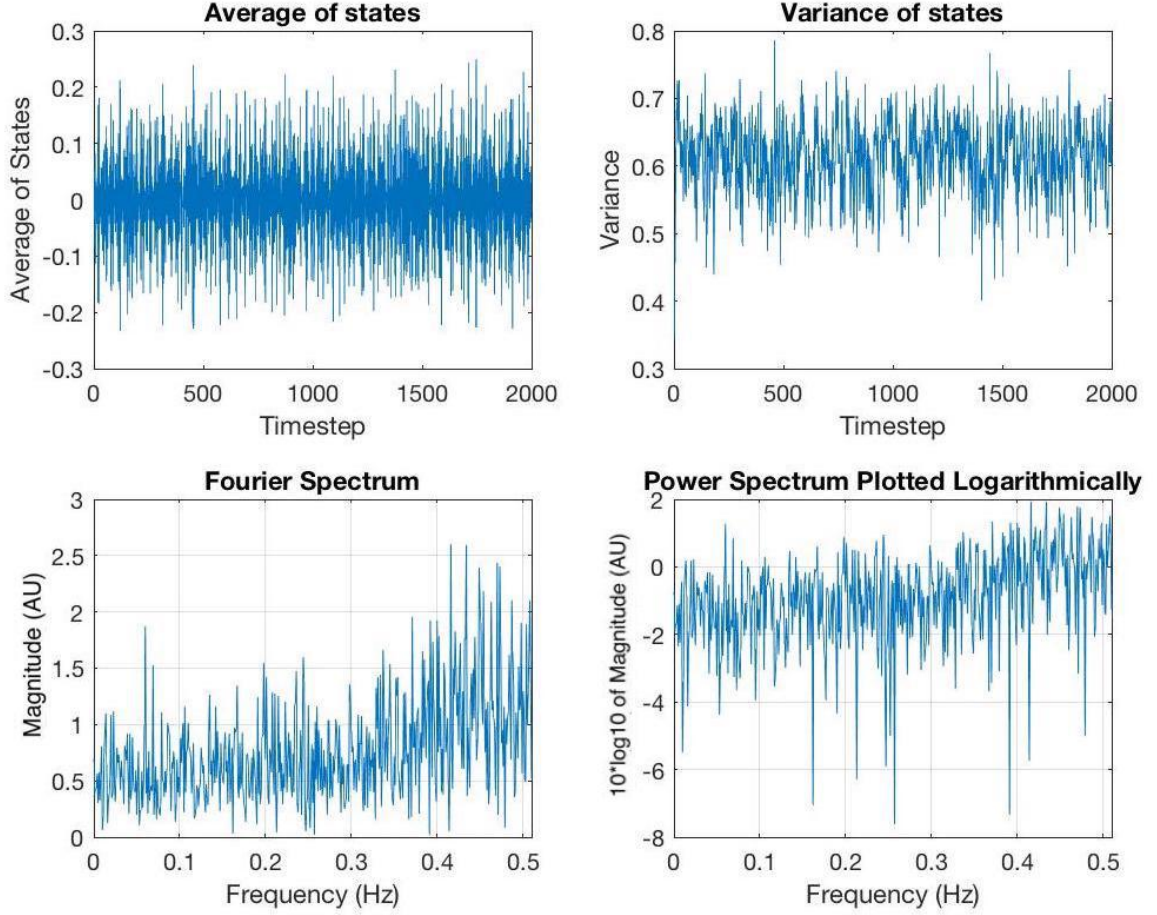 Average of states
Average of States
0.3
0.2
0.1
0
-0.1
-0.2
-0.3
0 500 1000 1500 2000
Timestep
Variance of states
Variance
0.8
0.7
0.6
0.5
0.4
0.3
0 500 1000 1500 2000
Timestep
Fourier Spectrum
Magnitude (AU)
3
2.5
2
1.5
1
0.5
0
0 0.1 0.2 0.3 0.4 0.5
Frequency (Hz)
Power Spectrum Plotted Logarithmically
10*log10 of Magnitude (AU)
2
0
-2
-4
-6
-8
0 0.1 0.2 0.3 0.4 0.5
Frequency (Hz)